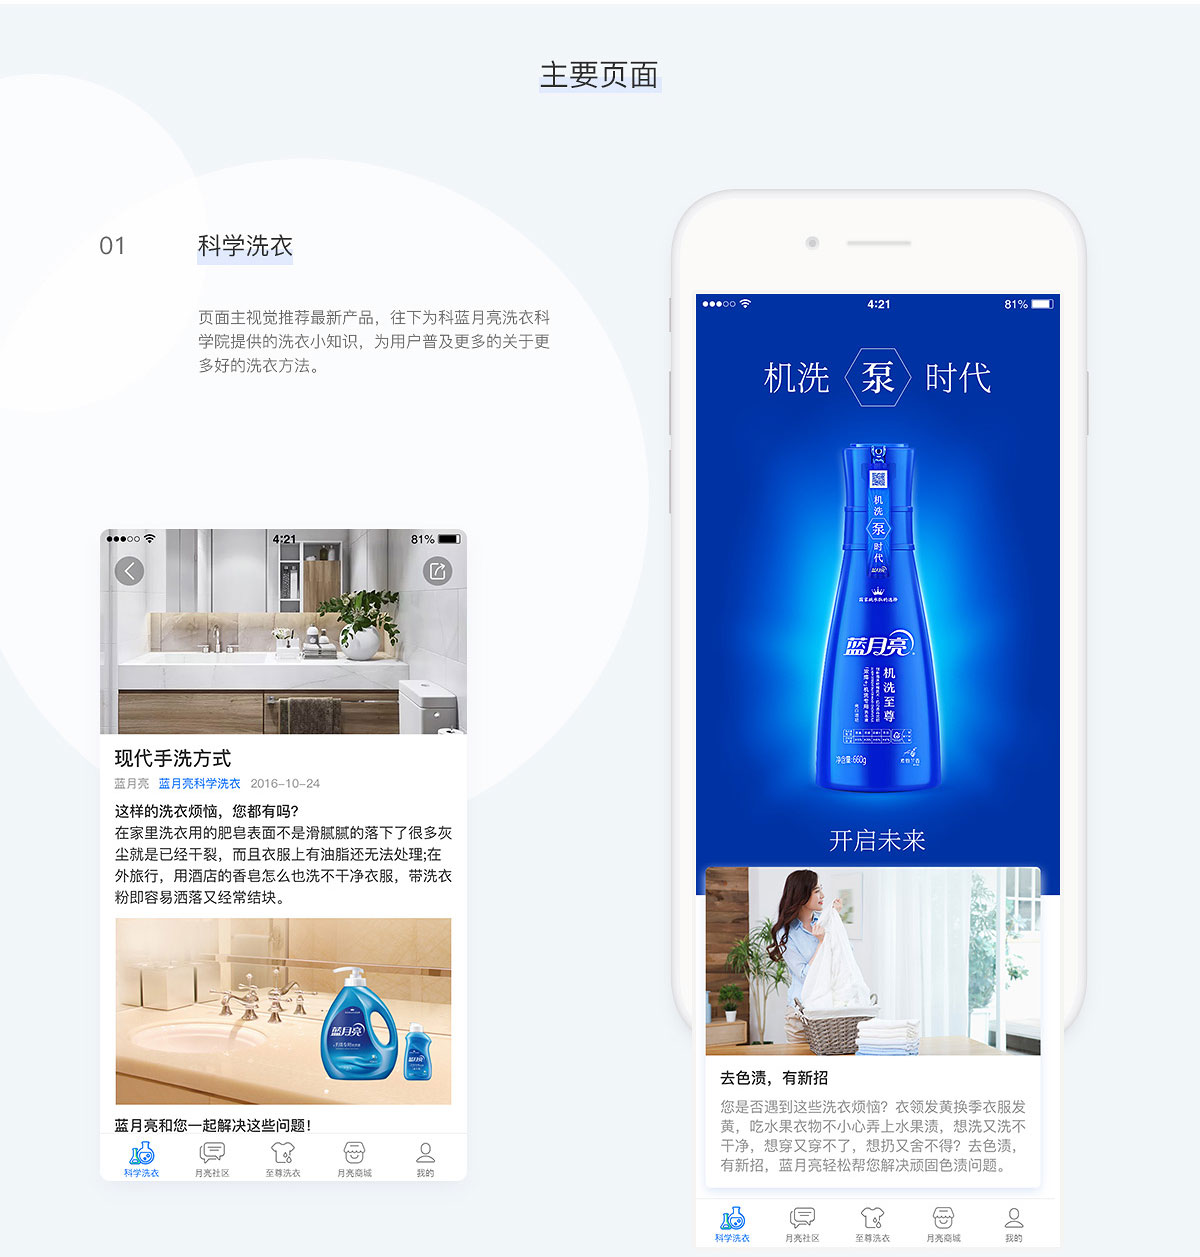 主要页面
01
科学洗衣
页面主视觉推荐最新产品，往下为科蓝月亮洗衣科
学院提供的洗衣小知识，为用户普及更多的关于更
多好的洗衣方法。
4:21
81%
现代手洗方式
蓝月亮 蓝月亮科学洗衣 2016-10-24
这样的洗衣烦恼，您都有吗?
在家里洗衣用的肥皂表面不是滑腻腻的落下了很多灰
尘就是已经干裂，而且衣服上有油脂还无法处理;在
外旅行，用酒店的香皂怎么也洗不干净衣服，带洗衣
粉即容易洒落又经常结块。
蓝月亮
蓝月亮和您一起解决这些问题!
科学洗衣 月亮社区 至尊洗衣 月亮商城 我的
4:21
81%
机洗 泵 时代
机洗
泵
时代
蓝月亮
国家跳水队的选择
蓝月亮
机洗至尊
净含量:660g
开启未来
去色渍，有新招
您是否遇到这些洗衣烦恼？衣领发黄换季衣服发
黄，吃水果衣物不小心弄上水果渍，想洗又洗不
干净，想穿又穿不了，想扔又舍不得？去色渍，
有新招，蓝月亮轻松帮您解决顽固色渍问题。
科学洗衣 月亮社区 至尊洗衣 月亮商城 我的